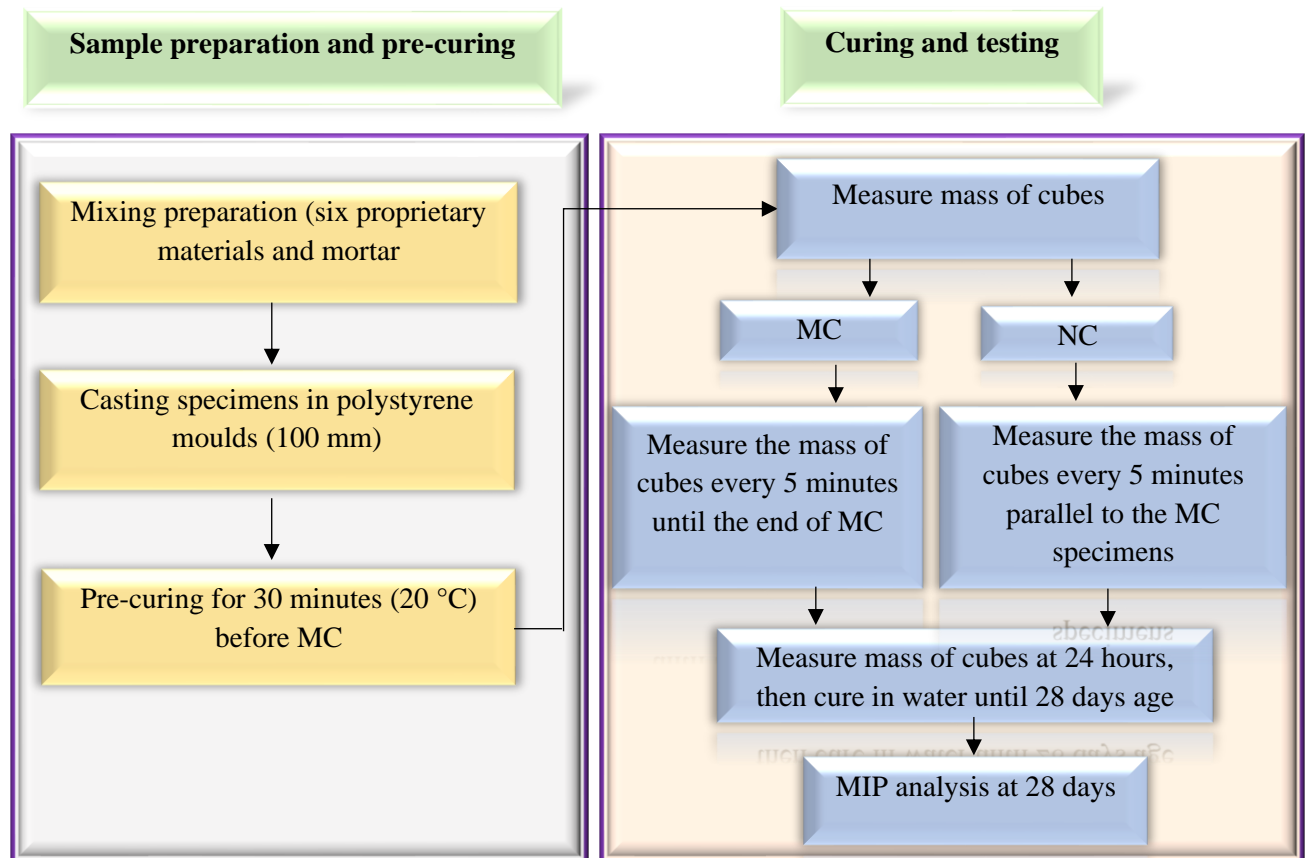 Sample preparation and pre-curing
Mixing preparation (six proprietary
materials and mortar
Casting specimens in polystyrene
moulds (100 mm)
Pre-curing for 30 minutes (20 °C)
before MC
Curing and testing
Measure mass of cubes
MC
NC
Measure the mass of
cubes every 5 minutes
until the end of MC
Measure the mass of
cubes every 5 minutes
parallel to the MC
specimens
Measure mass of cubes at 24 hours,
then cure in water until 28 days age
MIP analysis at 28 days